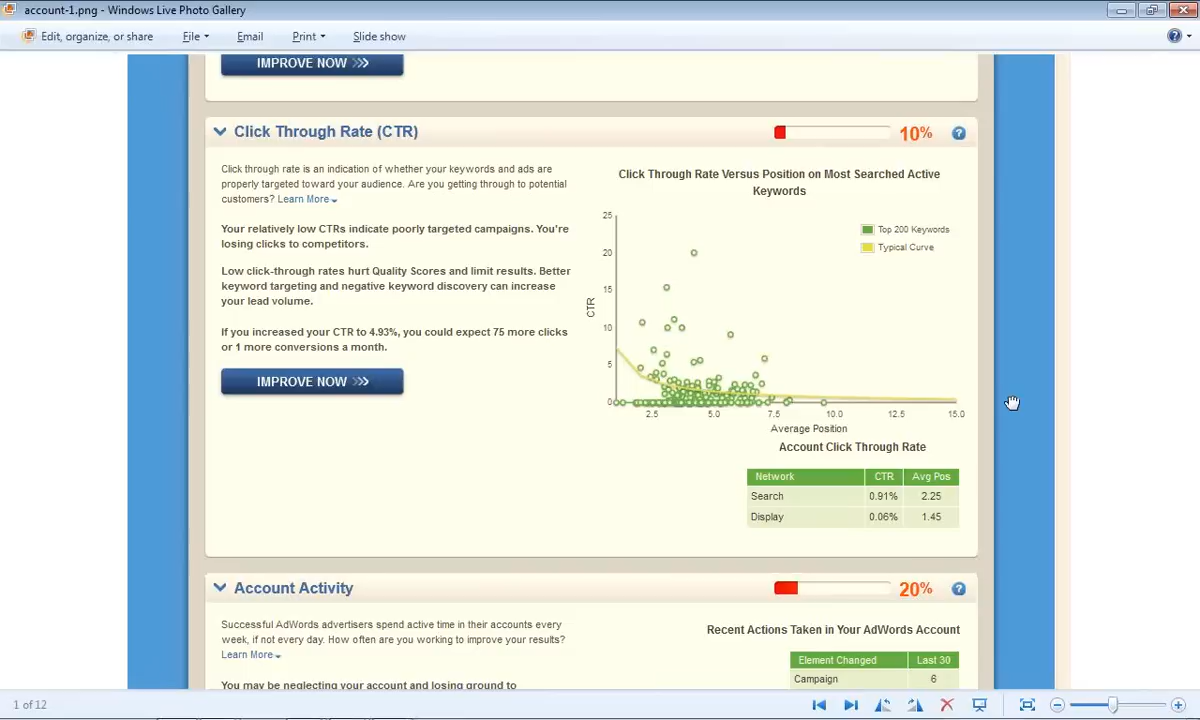 account-1.png - Windows Live Photo Gallery
Edit, organize, or share File Email Print Slide show
IMPROVE NOW >>>
Click Through Rate (CTR) 10% ?
Click through rate is an indication of whether your keywords and ads are
properly targeted toward your audience. Are you getting through to potential
customers? Learn More
Your relatively low CTRs indicate poorly targeted campaigns. You're
losing clicks to competitors.
Low click-through rates hurt Quality Scores and limit results. Better
keyword targeting and negative keyword discovery can increase
your lead volume.
If you increased your CTR to 4.93%, you could expect 75 more clicks
or 1 more conversions a month.
IMPROVE NOW >>>
Click Through Rate Versus Position on Most Searched Active
Keywords
25
20
15
10
5
0
CTR
Top 200 Keywords
Typical Curve
2.5 5.0 7.5 10.0 12.5 15.0
Average Position
Account Click Through Rate
Network CTR Avg Pos
Search 0.91% 2.25
Display 0.06% 1.45
Account Activity 20% ?
Successful AdWords advertisers spend active time in their accounts every
week, if not every day. How often are you working to improve your results?
Learn More
You may be neglecting your account and losing ground to
Recent Actions Taken in Your AdWords Account
Element Changed Last 30
Campaign 6
1 of 12